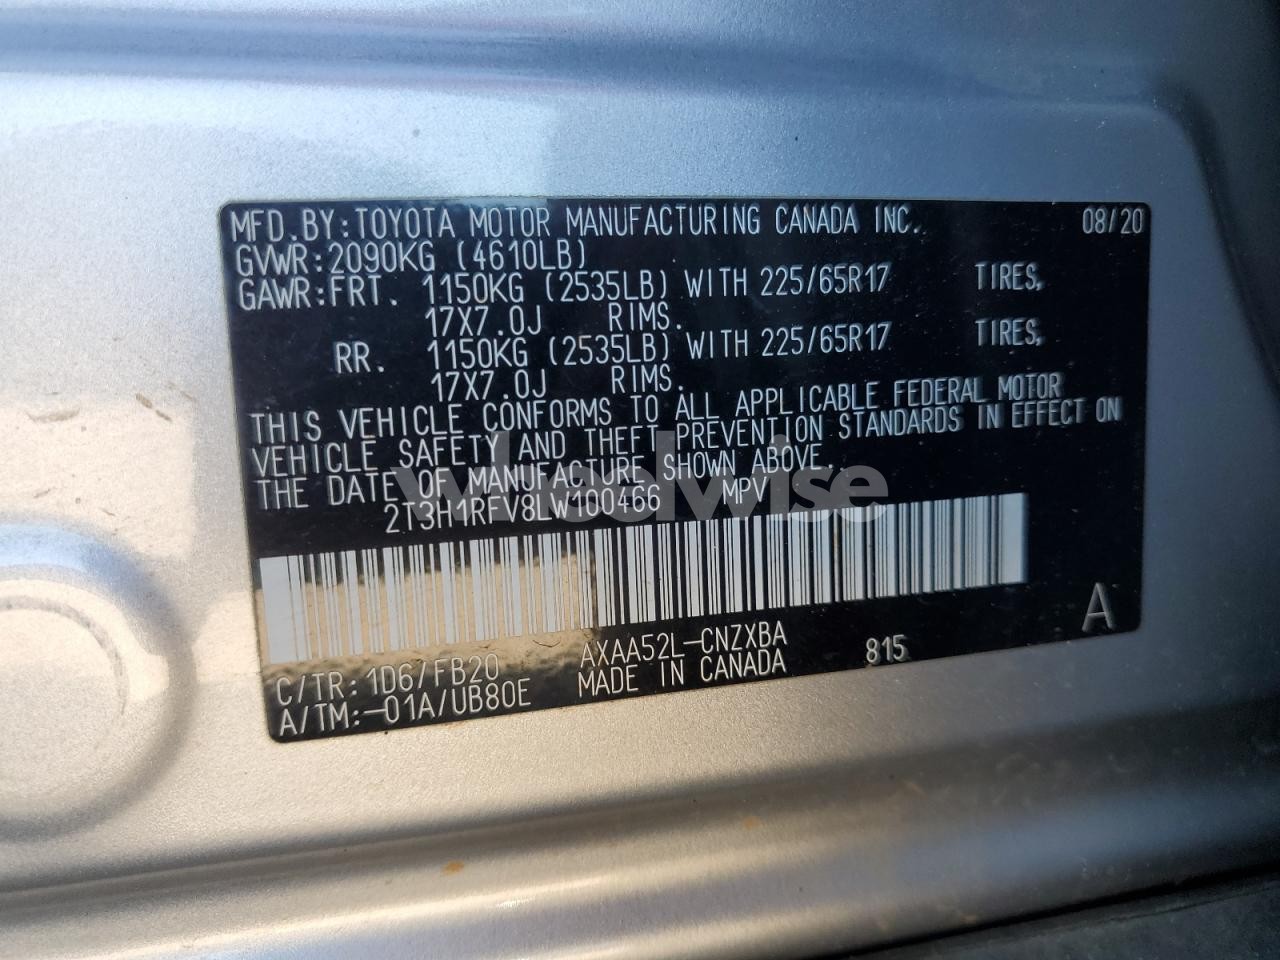 MFD. BY: TOYOTA MOTOR MANUFACTURING CANADA INC. 08/20
GVWR: 2090KG (4610LB)
GAWR: FRT. 1150KG (2535LB) WITH 225/65R17 TIRES,
17X7.0J RIMS.
RR. 1150KG (2535LB) WITH 225/65R17 TIRES,
17X7.0J RIMS.
THIS VEHICLE CONFORMS TO ALL APPLICABLE FEDERAL MOTOR
VEHICLE SAFETY AND THEFT PREVENTION STANDARDS IN EFFECT ON
THE DATE OF MANUFACTURE SHOWN ABOVE.
2T3H1RFV8LW100466 MPV
wheelwise
A
C/TR: 1D6/FB20 AXAA52L-CNZXBA 815
A/TM:-01A/UB80E MADE IN CANADA